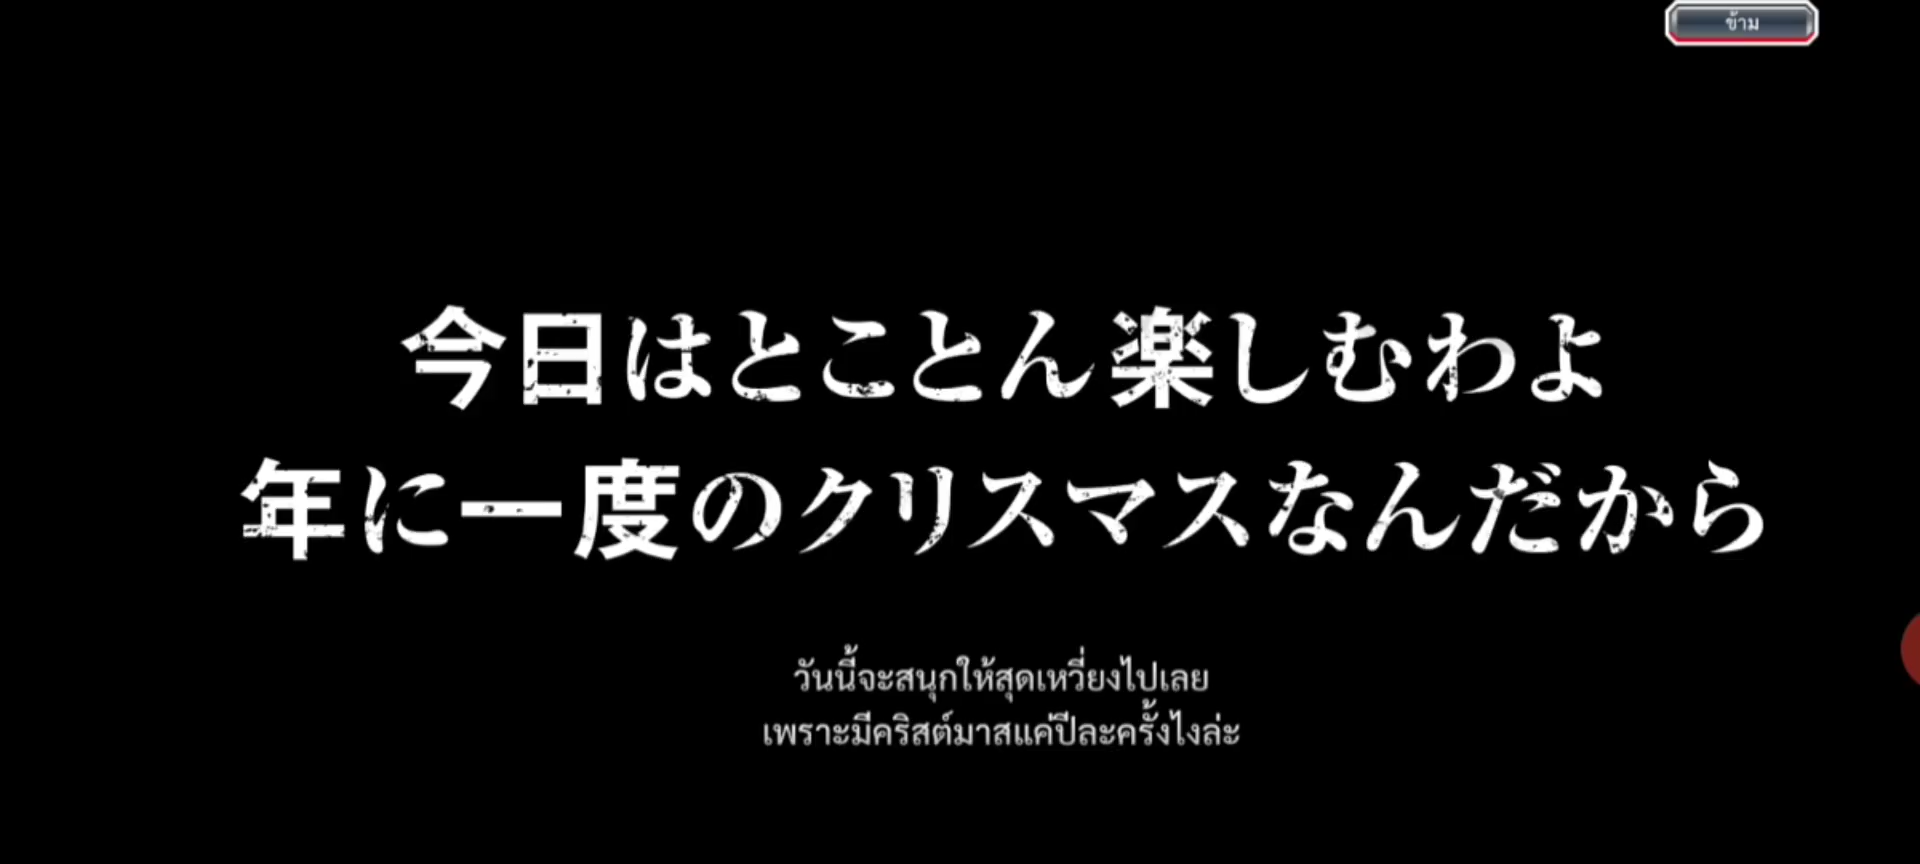 ข้าม
今日はとことん楽しむわよ
年に一度のクリスマスなんだから
วันนี้จะสนุกให้สุดเหวี่ยงไปเลย
เพราะมีคริสต์มาสแค่ปีละครั้งไงล่ะ